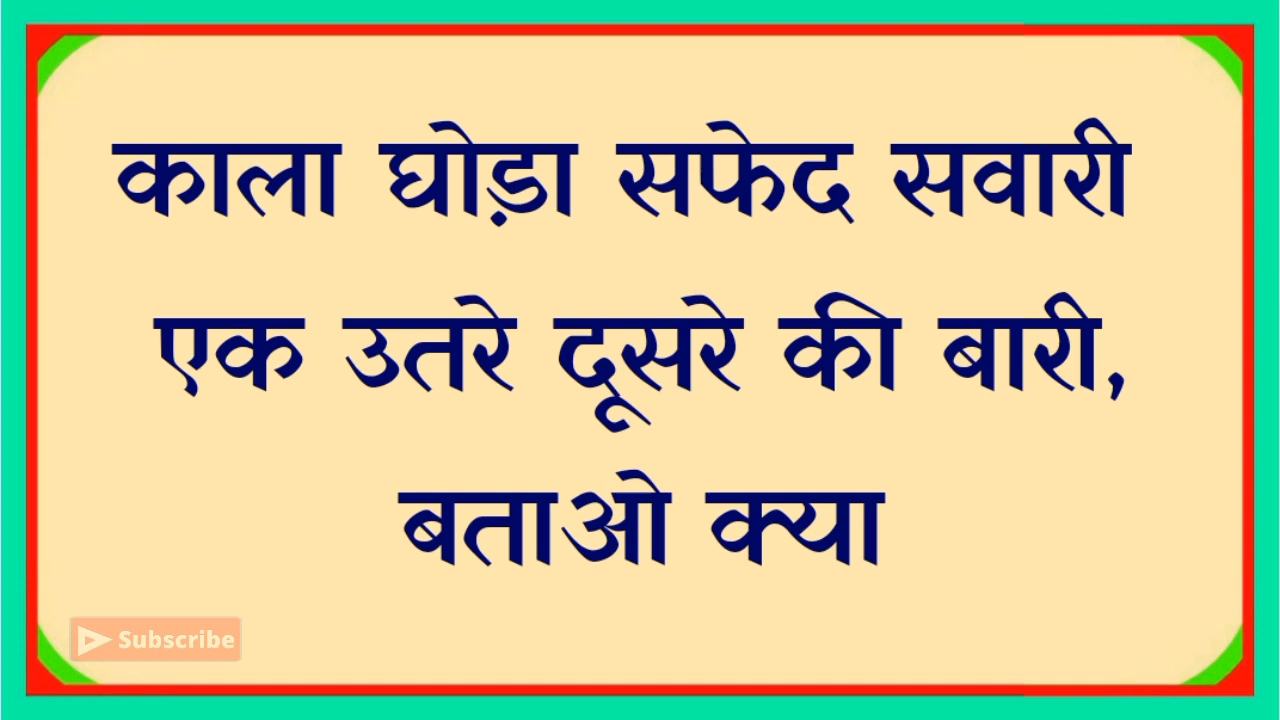 काला घोड़ा सफेद सवारी
एक उतरे दूसरे की बारी,
बताओ क्या
Subscribe